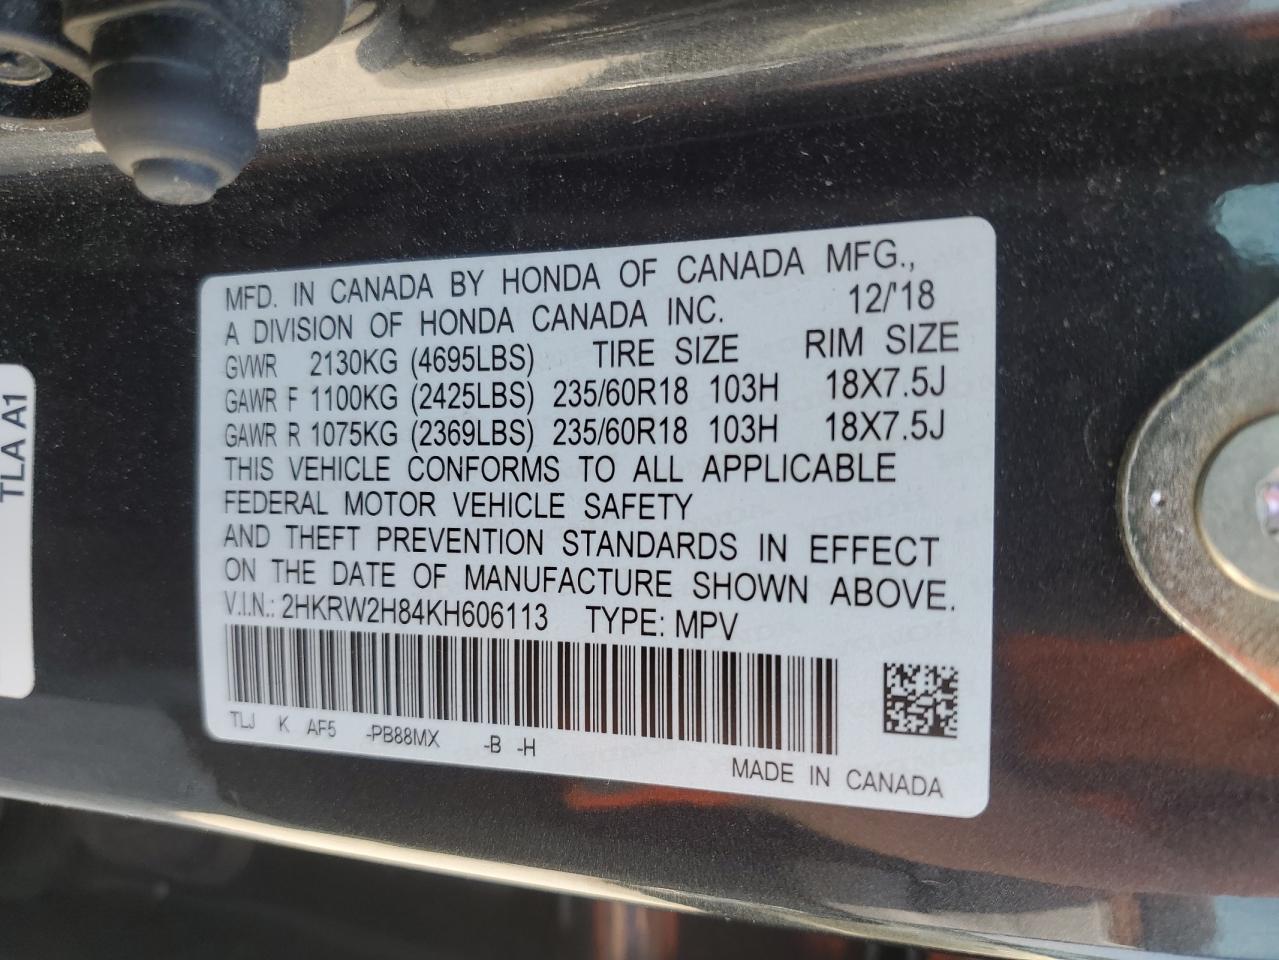 MFD. IN CANADA BY HONDA OF CANADA MFG.,
A DIVISION OF HONDA CANADA INC. 12/'18
GVWR 2130KG (4695LBS) TIRE SIZE RIM SIZE
GAWR F 1100KG (2425LBS) 235/60R18 103H 18X7.5J
GAWR R 1075KG (2369LBS) 235/60R18 103H 18X7.5J
THIS VEHICLE CONFORMS TO ALL APPLICABLE
FEDERAL MOTOR VEHICLE SAFETY
AND THEFT PREVENTION STANDARDS IN EFFECT
ON THE DATE OF MANUFACTURE SHOWN ABOVE.
V.I.N.: 2HKRW2H84KH606113 TYPE: MPV
TLJ K AF5 -PB88MX -B -H
MADE IN CANADA
TLA A1